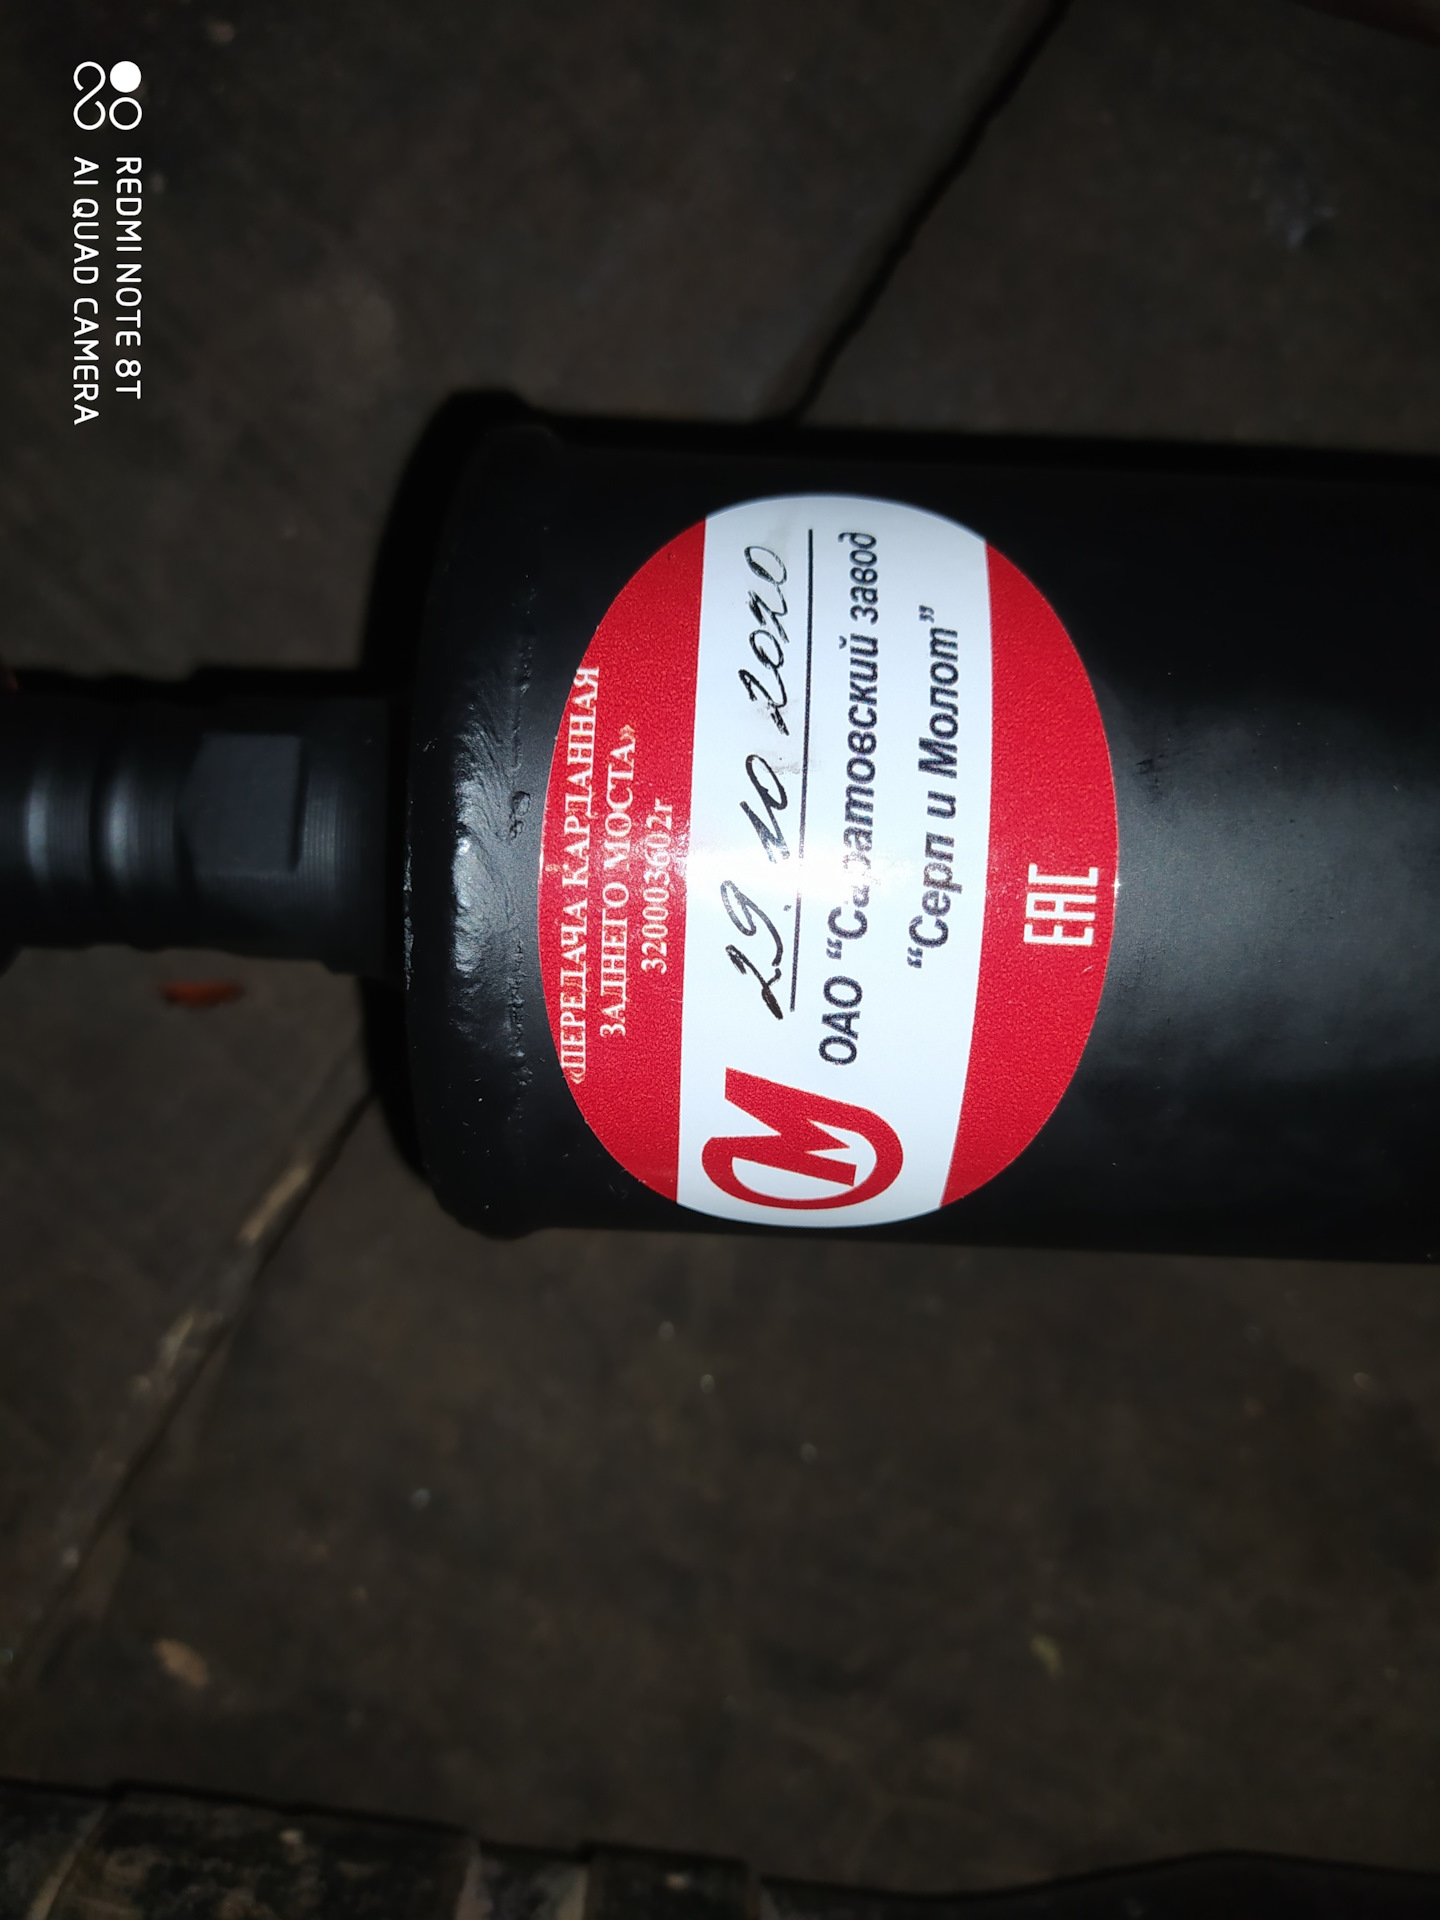 «ПЕРЕДАЧА КАРДАННАЯ
ЗАДНЕГО МОСТА»
32000З602г
29. 10 2020
ОАО “Саратовский завод
“Серп и Молот”
ЕАС
REDMI NOTE 8T
AI QUAD CAMERA